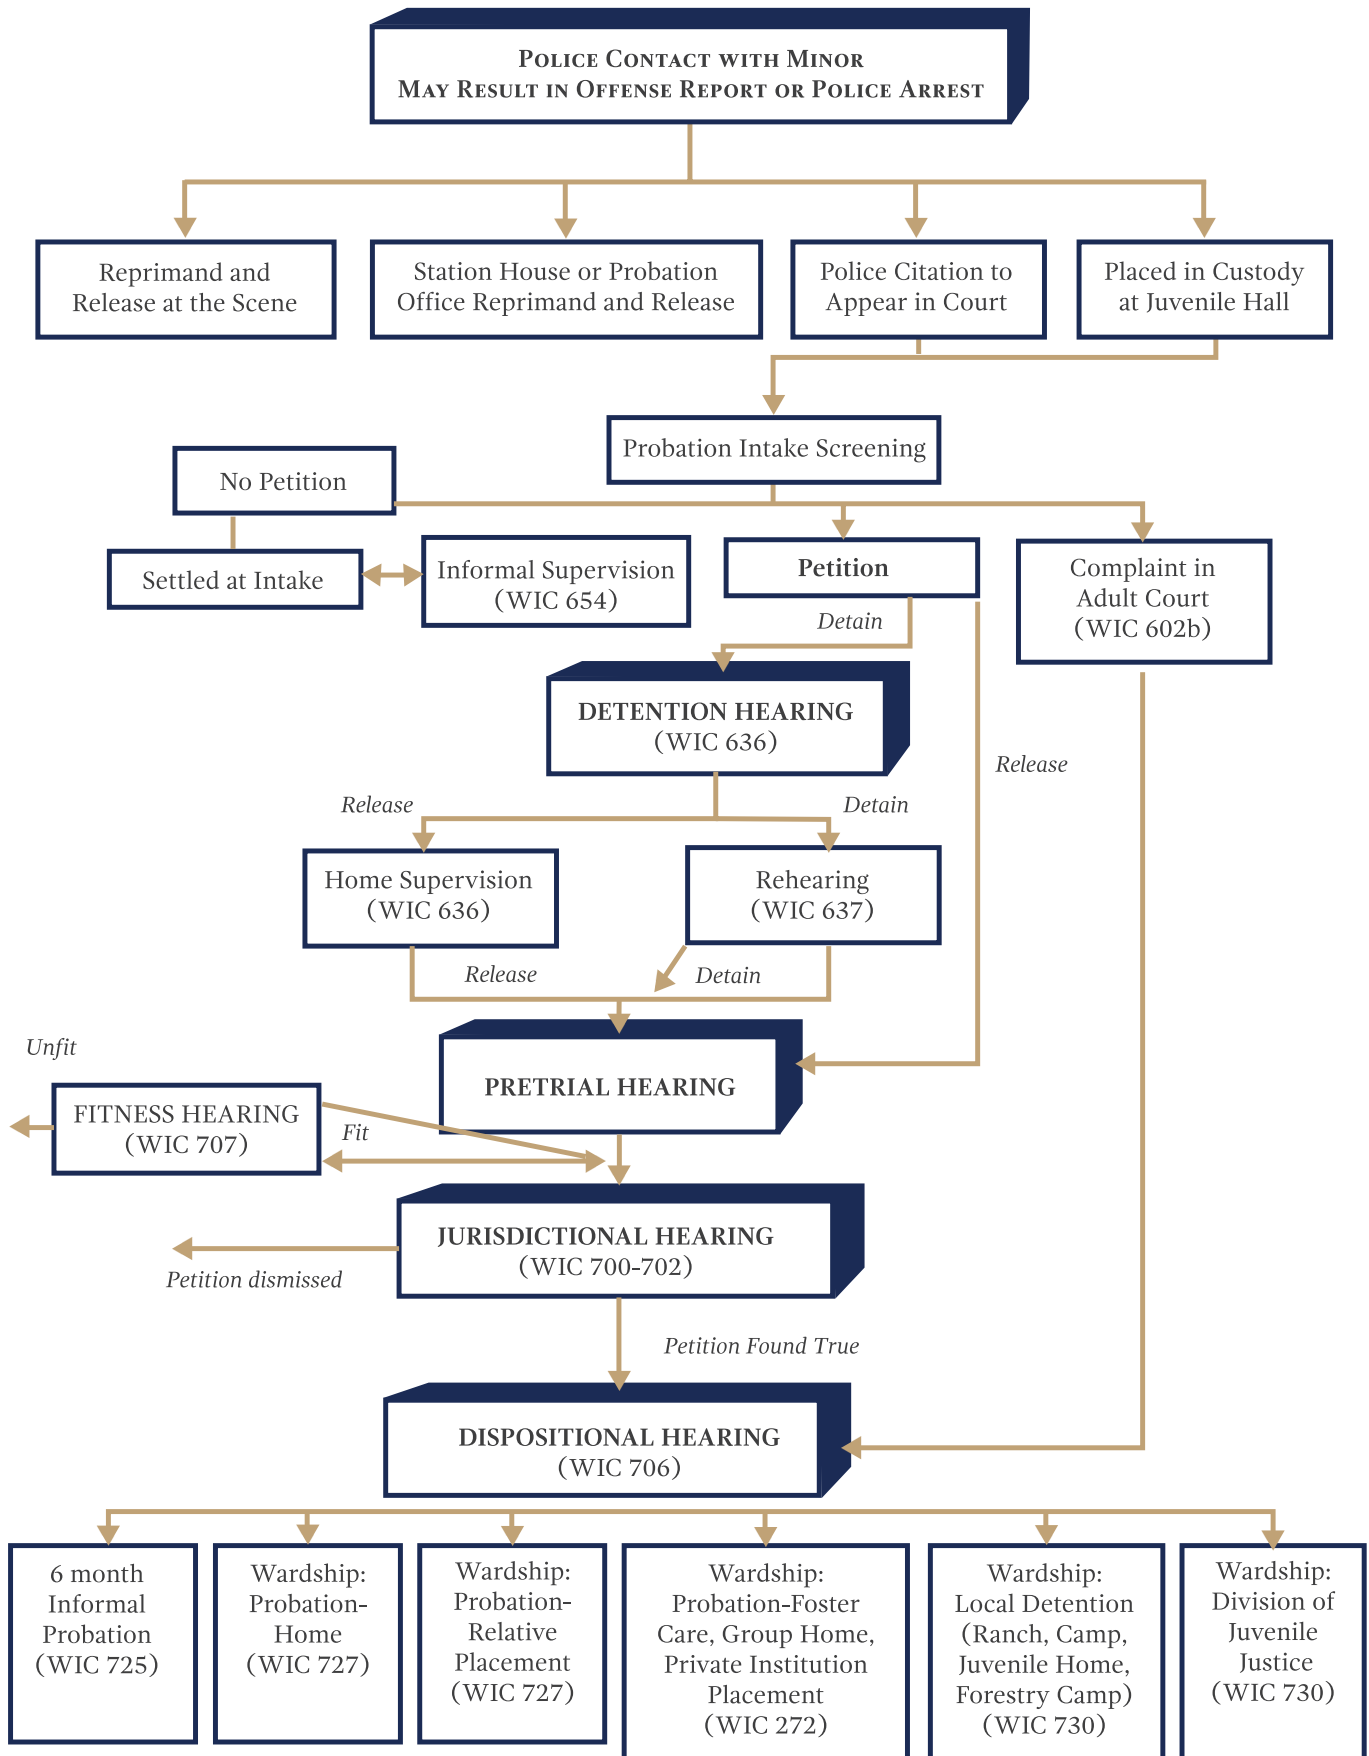 POLICE CONTACT WITH MINOR
MAY RESULT IN OFFENSE REPORT OR POLICE ARREST
Reprimand and
Release at the Scene
Station House or Probation
Office Reprimand and Release
Police Citation to
Appear in Court
Placed in Custody
at Juvenile Hall
Probation Intake Screening
No Petition
Settled at Intake
Informal Supervision
(WIC 654)
Petition
Complaint in
Adult Court
(WIC 602b)
Detain
DETENTION HEARING
(WIC 636)
Release
Release
Detain
Home Supervision
(WIC 636)
Rehearing
(WIC 637)
Release
Detain
Unfit
PRETRIAL HEARING
FITNESS HEARING
(WIC 707)
Fit
JURISDICTIONAL HEARING
(WIC 700-702)
Petition dismissed
Petition Found True
DISPOSITIONAL HEARING
(WIC 706)
6 month
Informal
Probation
(WIC 725)
Wardship:
Probation-
Home
(WIC 727)
Wardship:
Probation-
Relative
Placement
(WIC 727)
Wardship:
Probation-Foster
Care, Group Home,
Private Institution
Placement
(WIC 272)
Wardship:
Local Detention
(Ranch, Camp,
Juvenile Home,
Forestry Camp)
(WIC 730)
Wardship:
Division of
Juvenile
Justice
(WIC 730)